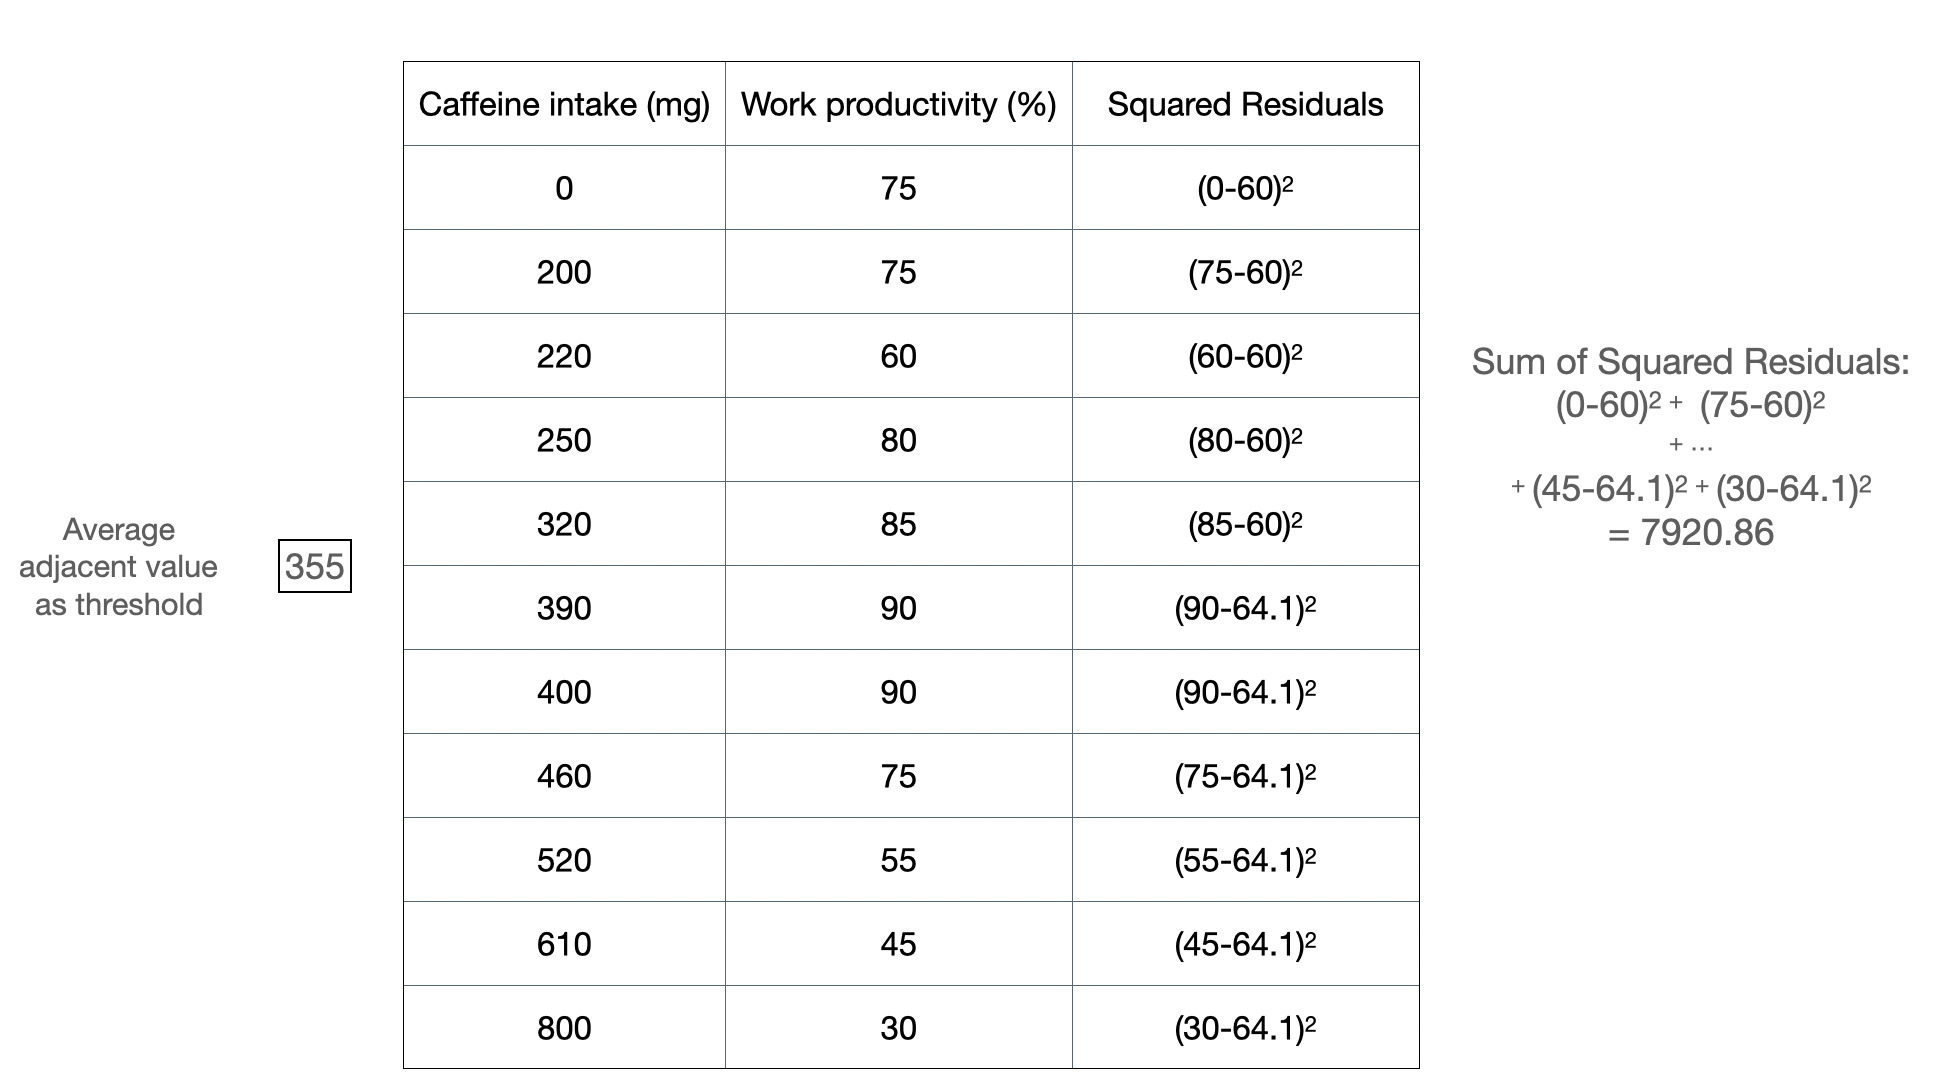 Caffeine intake (mg) Work productivity (%) Squared Residuals
0 75 (0-60)²
200 75 (75-60)²
220 60 (60-60)²
250 80 (80-60)²
320 85 (85-60)²
390 90 (90-64.1)²
400 90 (90-64.1)²
460 75 (75-64.1)²
520 55 (55-64.1)²
610 45 (45-64.1)²
800 30 (30-64.1)²
Average
adjacent value
as threshold
355
Sum of Squared Residuals:
(0-60)² + (75-60)²
+ ...
+ (45-64.1)² + (30-64.1)²
= 7920.86